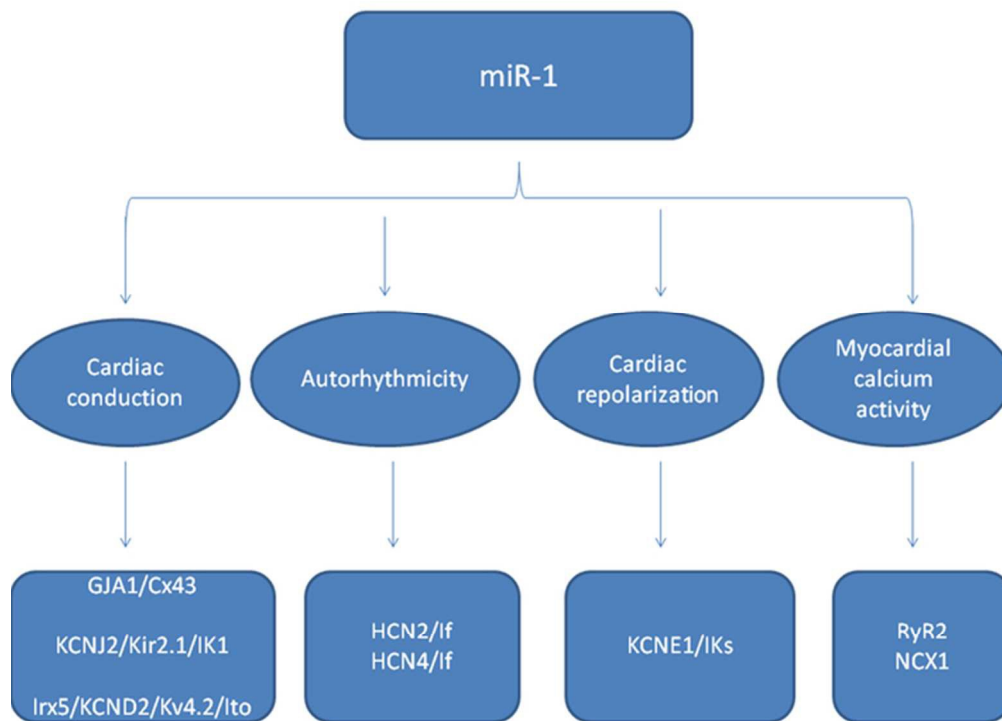 miR-1
Cardiac
conduction
Autorhythmicity
Cardiac
repolarization
Myocardial
calcium
activity
GJA1/Cx43
KCNJ2/Kir2.1/IK1
Irx5/KCND2/Kv4.2/Ito
HCN2/If
HCN4/If
KCNE1/IKs
RyR2
NCX1